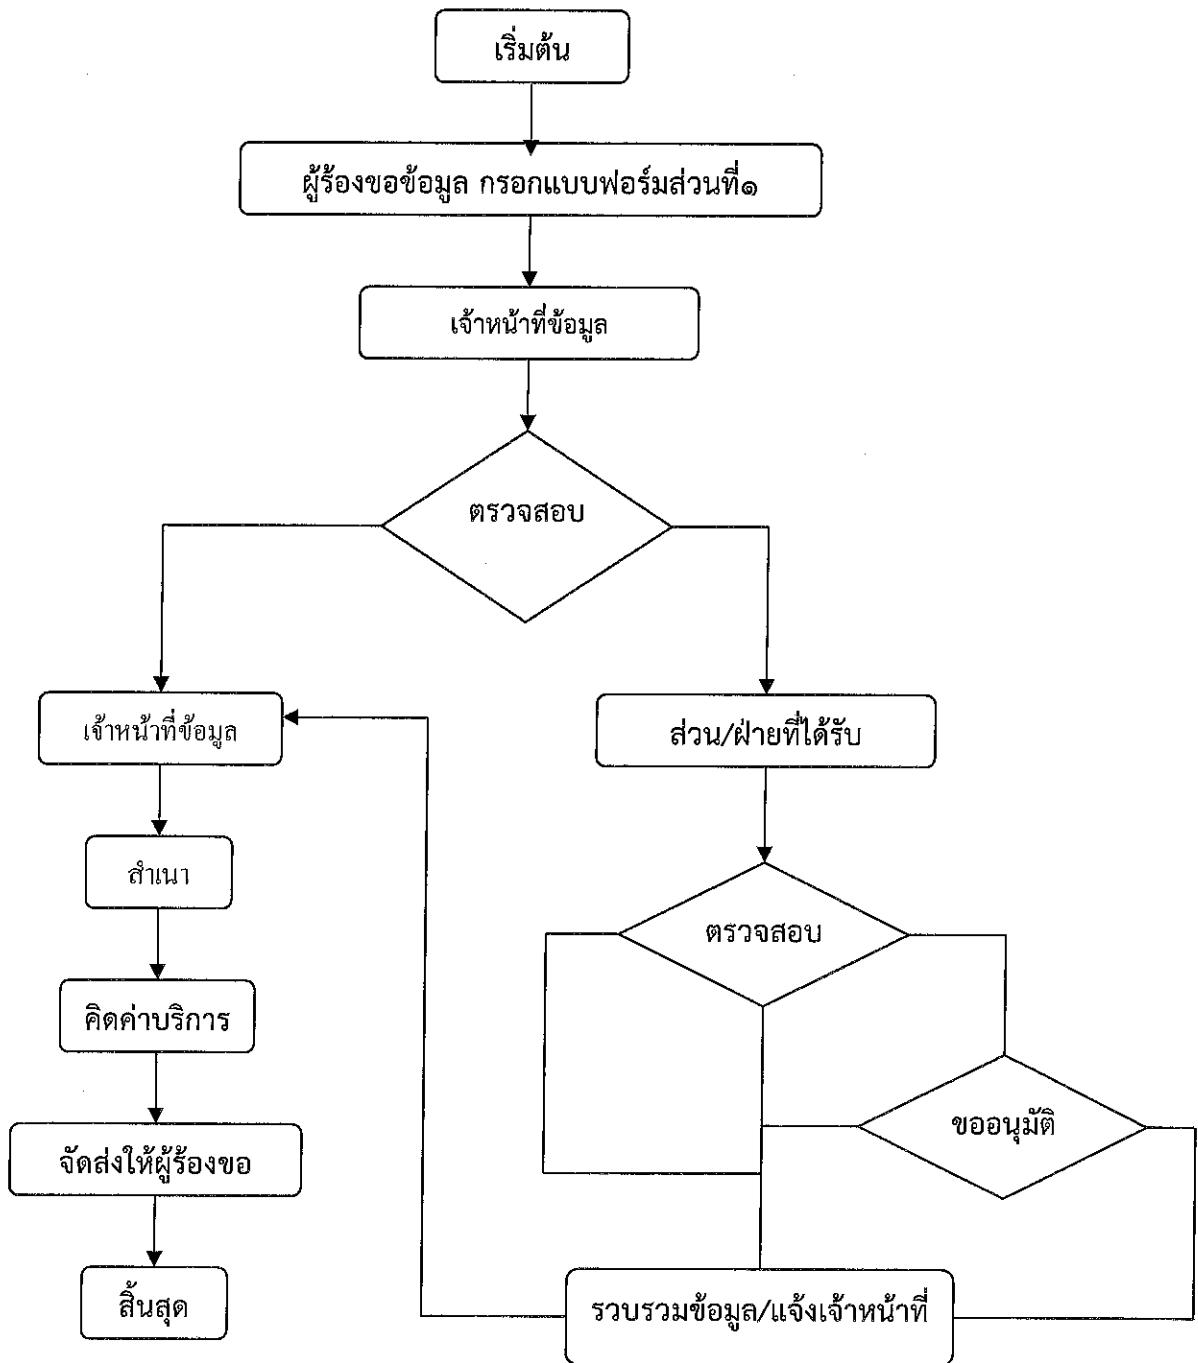 เริ่มต้น
ผู้ร้องขอข้อมูล กรอกแบบฟอร์มส่วนที่๑
เจ้าหน้าที่ข้อมูล
ตรวจสอบ
เจ้าหน้าที่ข้อมูล
ส่วน/ฝ่ายที่ได้รับ
สำเนา
ตรวจสอบ
คิดค่าบริการ
ขออนุมัติ
จัดส่งให้ผู้ร้องขอ
สิ้นสุด
รวบรวมข้อมูล/แจ้งเจ้าหน้าที่